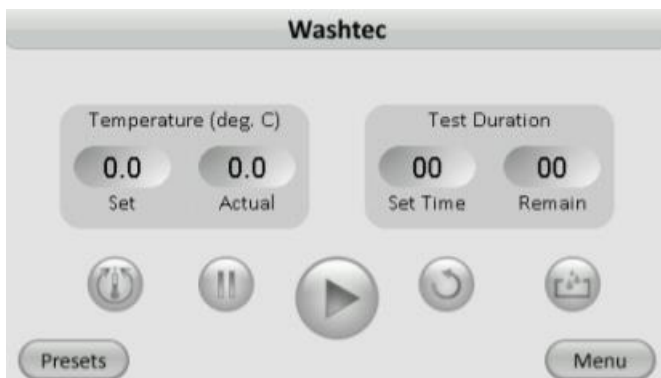 Washtec
Temperature (deg. C)
0.0 0.0
Set Actual
Test Duration
00 00
Set Time Remain
Presets
Menu